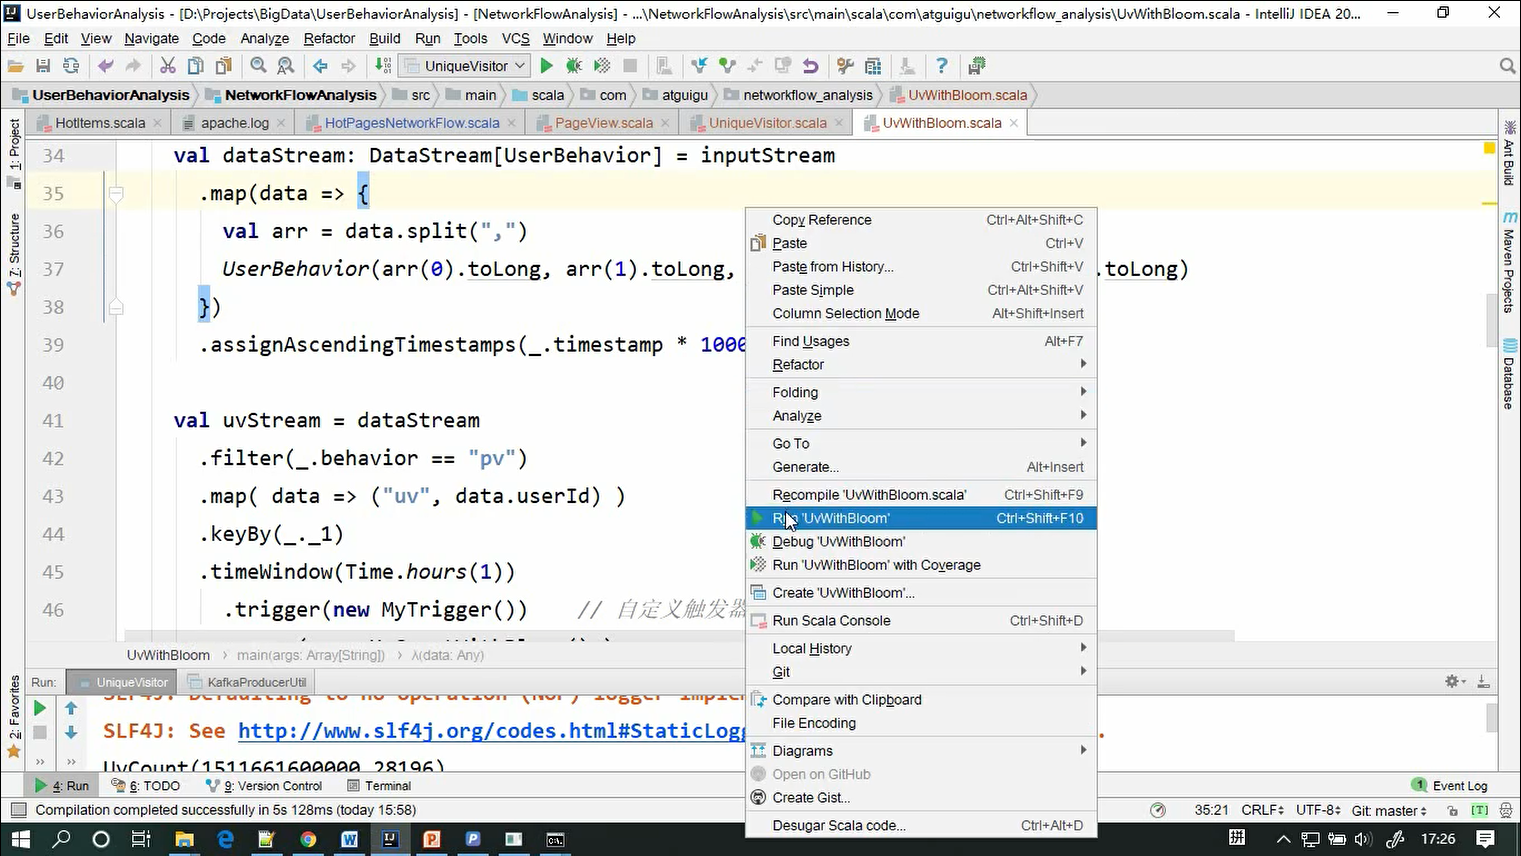 UserBehaviorAnalysis - [D:\Projects\BigData\UserBehaviorAnalysis] - [NetworkFlowAnalysis] - ...\NetworkFlowAnalysis\src\main\scala\com\atguigu\networkflow_analysis\UvWithBloom.scala - IntelliJ IDEA 20...
File Edit View Navigate Code Analyze Refactor Build Run Tools VCS Window Help
UniqueVisitor
UserBehaviorAnalysis NetworkFlowAnalysis src main scala com atguigu networkflow_analysis UvWithBloom.scala
HotItems.scala apache.log HotPagesNetworkFlow.scala PageView.scala UniqueVisitor.scala UvWithBloom.scala
1: Project
7: Structure
2: Favorites
Ant Build
Maven Projects
Database
34 val dataStream: DataStream[UserBehavior] = inputStream
35 .map(data => {
36 val arr = data.split(",")
37 UserBehavior(arr(0).toLong, arr(1).toLong, .toLong)
38 })
39 .assignAscendingTimestamps(_.timestamp * 1000
40
41 val uvStream = dataStream
42 .filter(_.behavior == "pv")
43 .map( data => ("uv", data.userId) )
44 .keyBy(_._1)
45 .timeWindow(Time.hours(1))
46 .trigger(new MyTrigger()) // 自定义触发器
Copy Reference Ctrl+Alt+Shift+C
Paste Ctrl+V
Paste from History... Ctrl+Shift+V
Paste Simple Ctrl+Alt+Shift+V
Column Selection Mode Alt+Shift+Insert
Find Usages Alt+F7
Refactor
Folding
Analyze
Go To
Generate... Alt+Insert
Recompile 'UvWithBloom.scala' Ctrl+Shift+F9
Run 'UvWithBloom' Ctrl+Shift+F10
Debug 'UvWithBloom'
Run 'UvWithBloom' with Coverage
Create 'UvWithBloom'...
Run Scala Console Ctrl+Shift+D
Local History
Git
Compare with Clipboard
File Encoding
Diagrams
Open on GitHub
Create Gist...
Desugar Scala code... Ctrl+Alt+D
UvWithBloom main(args: Array[String]) λ(data: Any)
Run: UniqueVisitor KafkaProducerUtil
SLF4J: Defaulting to no-operation (NOP) logger
SLF4J: See http://www.slf4j.org/codes.html#StaticLogg
UvCount(1511661600000,28196)
4: Run 6: TODO 9: Version Control Terminal 1 Event Log
Compilation completed successfully in 5s 128ms (today 15:58) 35:21 CRLF UTF-8 Git: master [T]
17:26